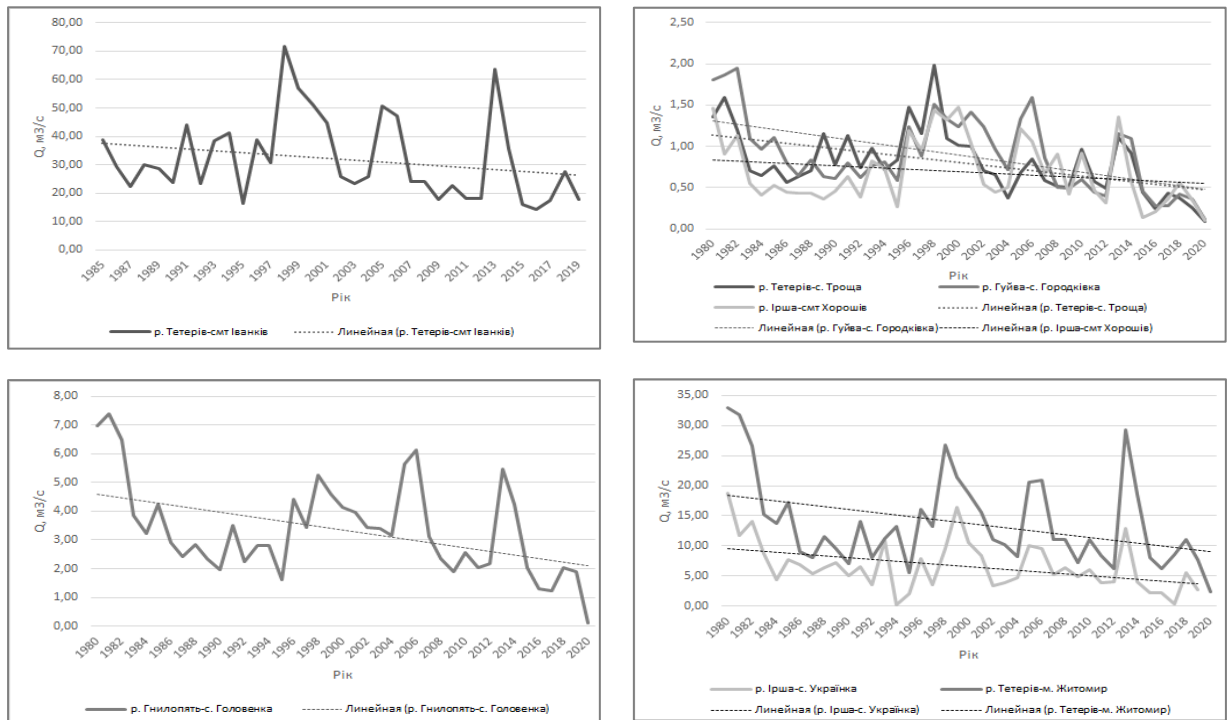 80,00
70,00
60,00
50,00
40,00
30,00
20,00
10,00
0,00
Q, м3/с
1985 1987 1989 1991 1993 1995 1997 1999 2001 2003 2005 2007 2009 2011 2013 2015 2017 2019
Рік
р. Тетерів-смт Іванків Линейная (р. Тетерів-смт Іванків)
2,50
2,00
1,50
1,00
0,50
0,00
Q, м3/с
1980 1982 1984 1986 1988 1990 1992 1994 1996 1998 2000 2002 2004 2006 2008 2010 2012 2014 2016 2018 2020
Рік
р. Тетерів-с. Троща р. Гуйва-с. Городківка
р. Ірша-смт Хорошів Линейная (р. Тетерів-с. Троща)
Линейная (р. Гуйва-с. Городківка) Линейная (р. Ірша-смт Хорошів)
8,00
7,00
6,00
5,00
4,00
3,00
2,00
1,00
0,00
Q, м3/с
1980 1982 1984 1986 1988 1990 1992 1994 1996 1998 2000 2002 2004 2006 2008 2010 2012 2014 2016 2018 2020
Рік
р. Гнилопять-с. Головенка Линейная (р. Гнилопять-с. Головенка)
35,00
30,00
25,00
20,00
15,00
10,00
5,00
0,00
Q, м3/с
1980 1982 1984 1986 1988 1990 1992 1994 1996 1998 2000 2002 2004 2006 2008 2010 2012 2014 2016 2018 2020
Рік
р. Ірша-с. Українка р. Тетерів-м. Житомир
Линейная (р. Ірша-с. Українка) Линейная (р. Тетерів-м. Житомир)